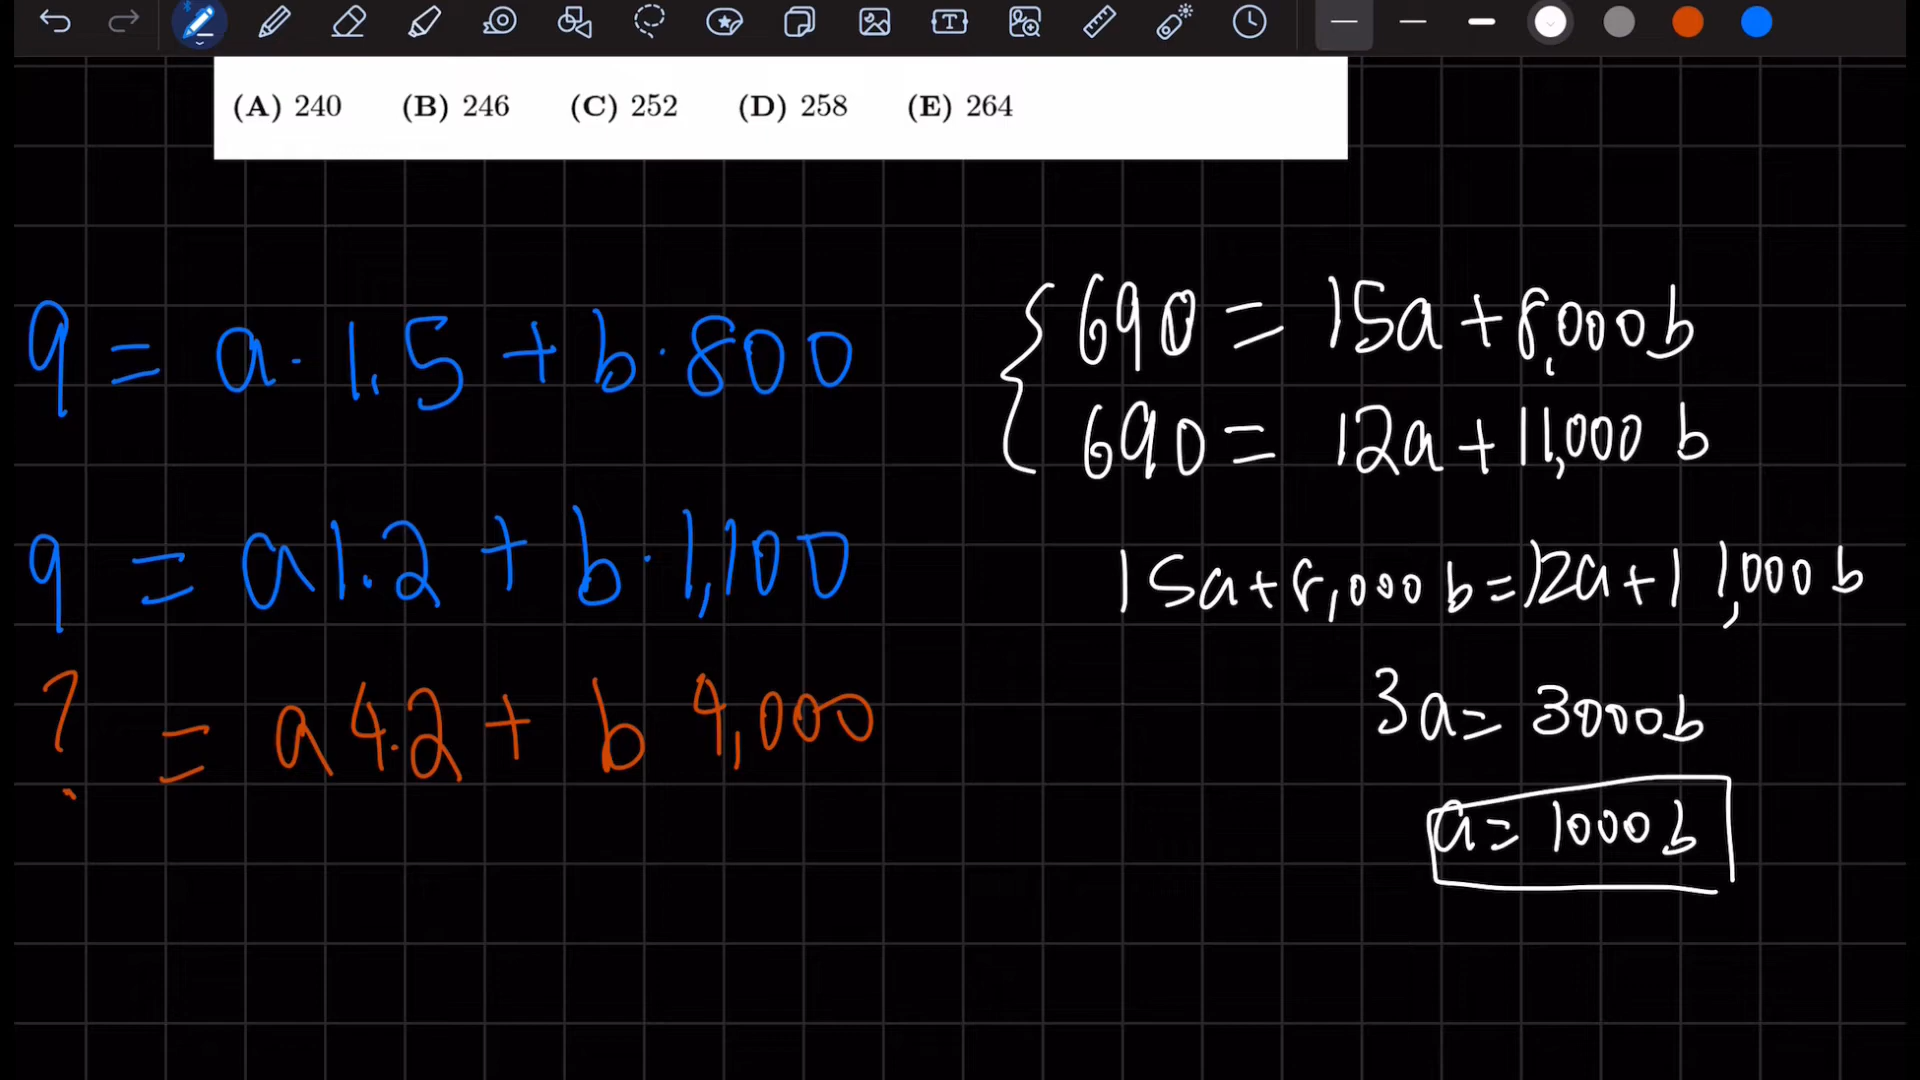 (A) 240 (B) 246 (C) 252 (D) 258 (E) 264
9 = a · 1.5 + b · 800
9 = a 1.2 + b · 1,100
? = a 4.2 + b 4,000
690 = 15a + 8,000 b
690 = 12a + 11,000 b
15a + 8,000 b = 12a + 11,000 b
3a = 3000b
a = 1000b